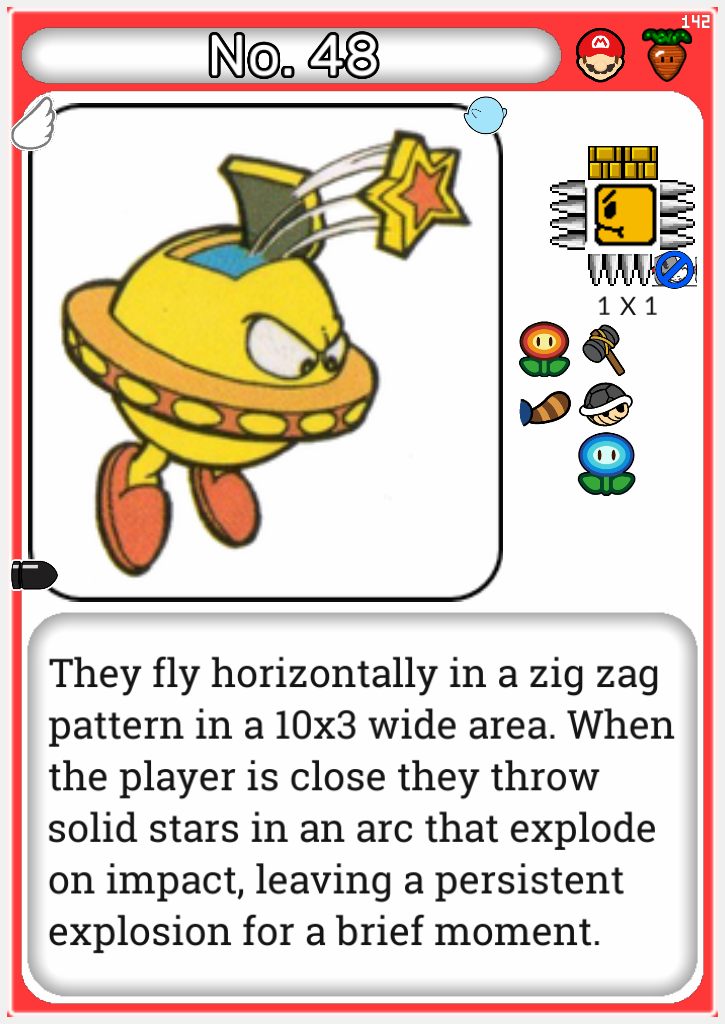 142
No. 48
M
1 X 1
They fly horizontally in a zig zag
pattern in a 10x3 wide area. When
the player is close they throw
solid stars in an arc that explode
on impact, leaving a persistent
explosion for a brief moment.